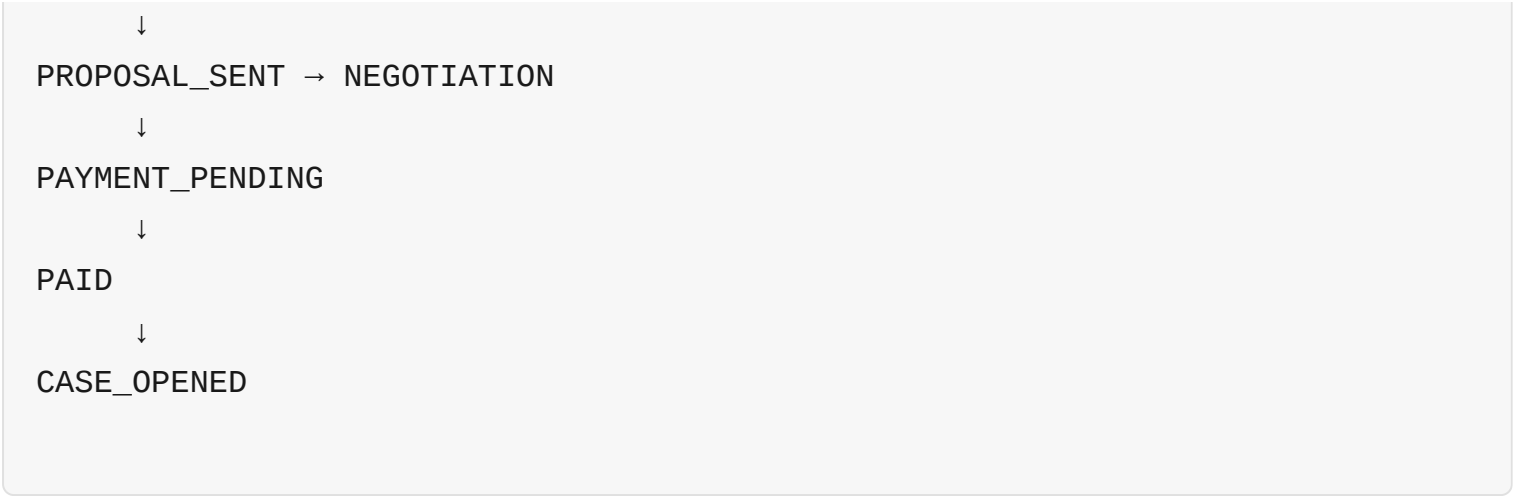 ↓
PROPOSAL_SENT → NEGOTIATION
↓
PAYMENT_PENDING
↓
PAID
↓
CASE_OPENED